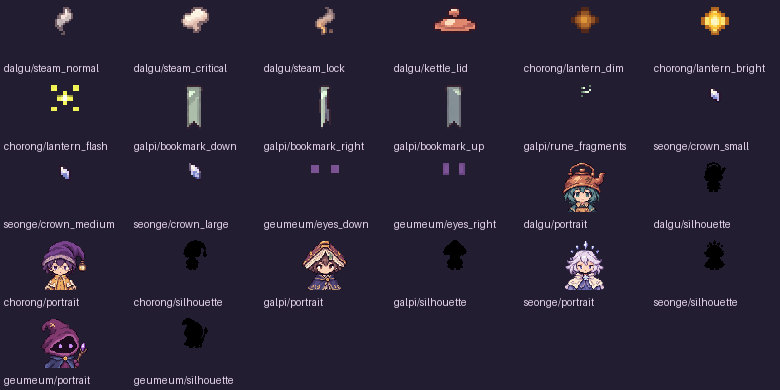 dalgu/steam_normal dalgu/steam_critical dalgu/steam_lock dalgu/kettle_lid chorong/lantern_dim chorong/lantern_bright
chorong/lantern_flash galpi/bookmark_down galpi/bookmark_right galpi/bookmark_up galpi/rune_fragments seonge/crown_small
seonge/crown_medium seonge/crown_large geumeum/eyes_down geumeum/eyes_right dalgu/portrait dalgu/silhouette
chorong/portrait chorong/silhouette galpi/portrait galpi/silhouette seonge/portrait seonge/silhouette
geumeum/portrait geumeum/silhouette